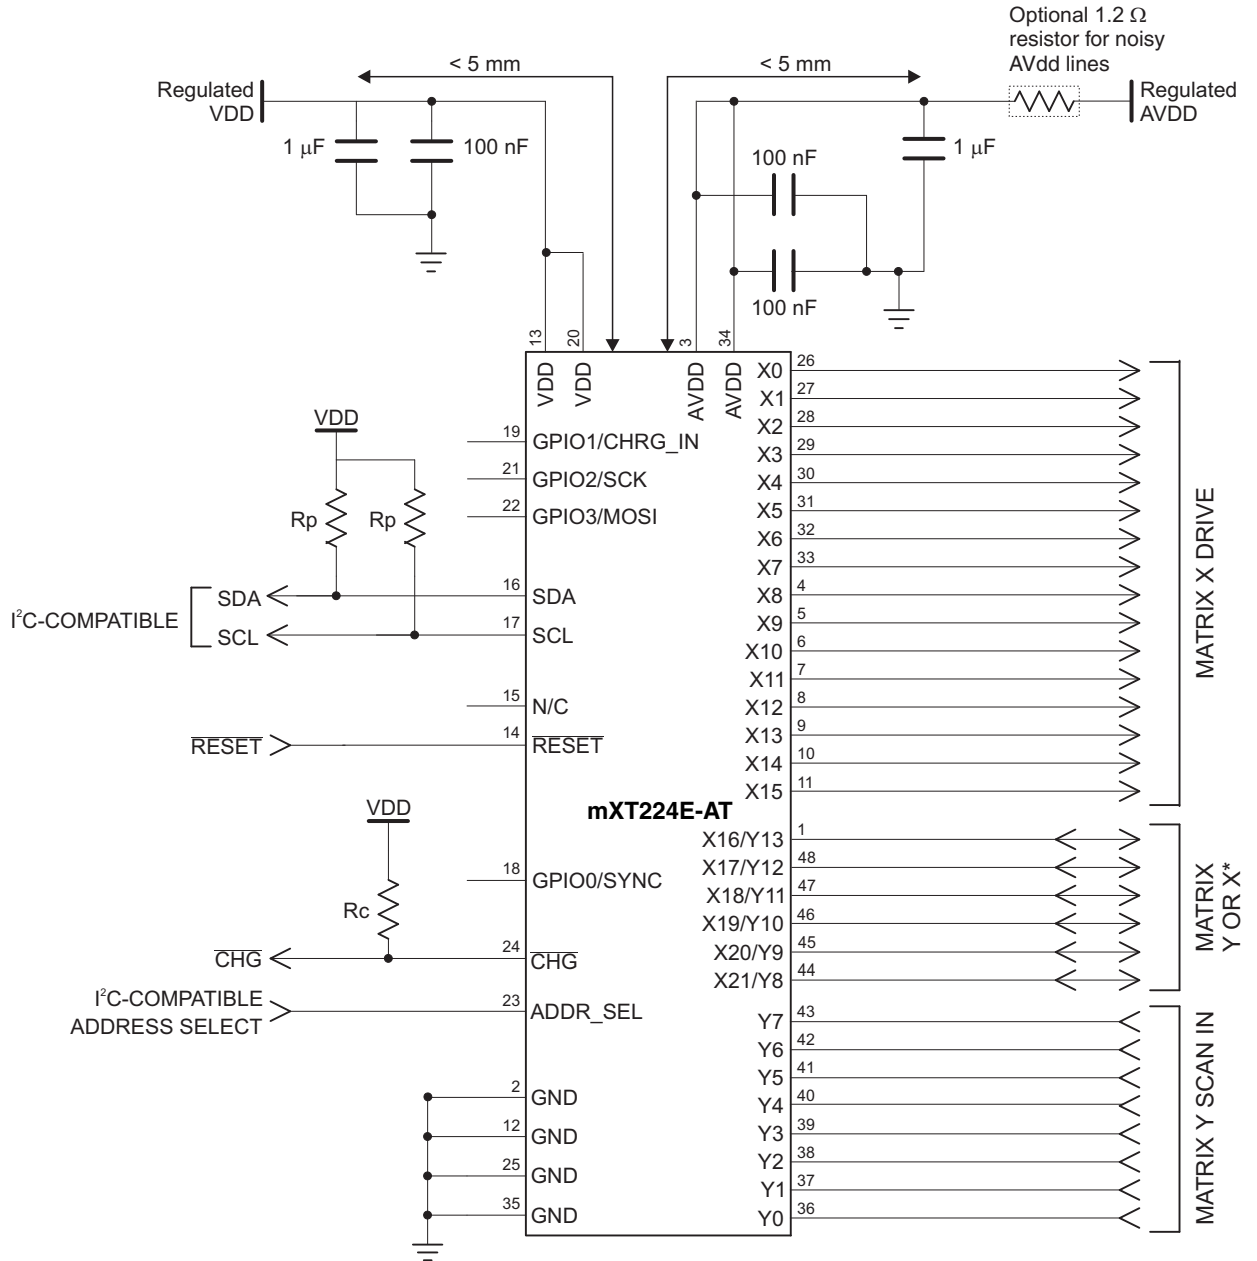 Optional 1.2 Ω
resistor for noisy
AVdd lines
< 5 mm
< 5 mm
Regulated
VDD
Regulated
AVDD
1 μF
100 nF
100 nF
1 μF
100 nF
13
20
3
34
VDD
VDD
AVDD
AVDD
VDD
Rp
Rp
19
GPIO1/CHRG_IN
21
GPIO2/SCK
22
GPIO3/MOSI
I²C-COMPATIBLE
SDA
16
SDA
SCL
17
SCL
15
N/C
RESET
14
RESET
mXT224E-AT
VDD
Rc
18
GPIO0/SYNC
CHG
24
CHG
I²C-COMPATIBLE
ADDRESS SELECT
23
ADDR_SEL
2
GND
12
GND
25
GND
35
GND
X0
26
X1
27
X2
28
X3
29
X4
30
X5
31
X6
32
X7
33
X8
4
X9
5
X10
6
X11
7
X12
8
X13
9
X14
10
X15
11
MATRIX X DRIVE
X16/Y13
1
X17/Y12
48
X18/Y11
47
X19/Y10
46
X20/Y9
45
X21/Y8
44
MATRIX
Y OR X*
Y7
43
Y6
42
Y5
41
Y4
40
Y3
39
Y2
38
Y1
37
Y0
36
MATRIX Y SCAN IN